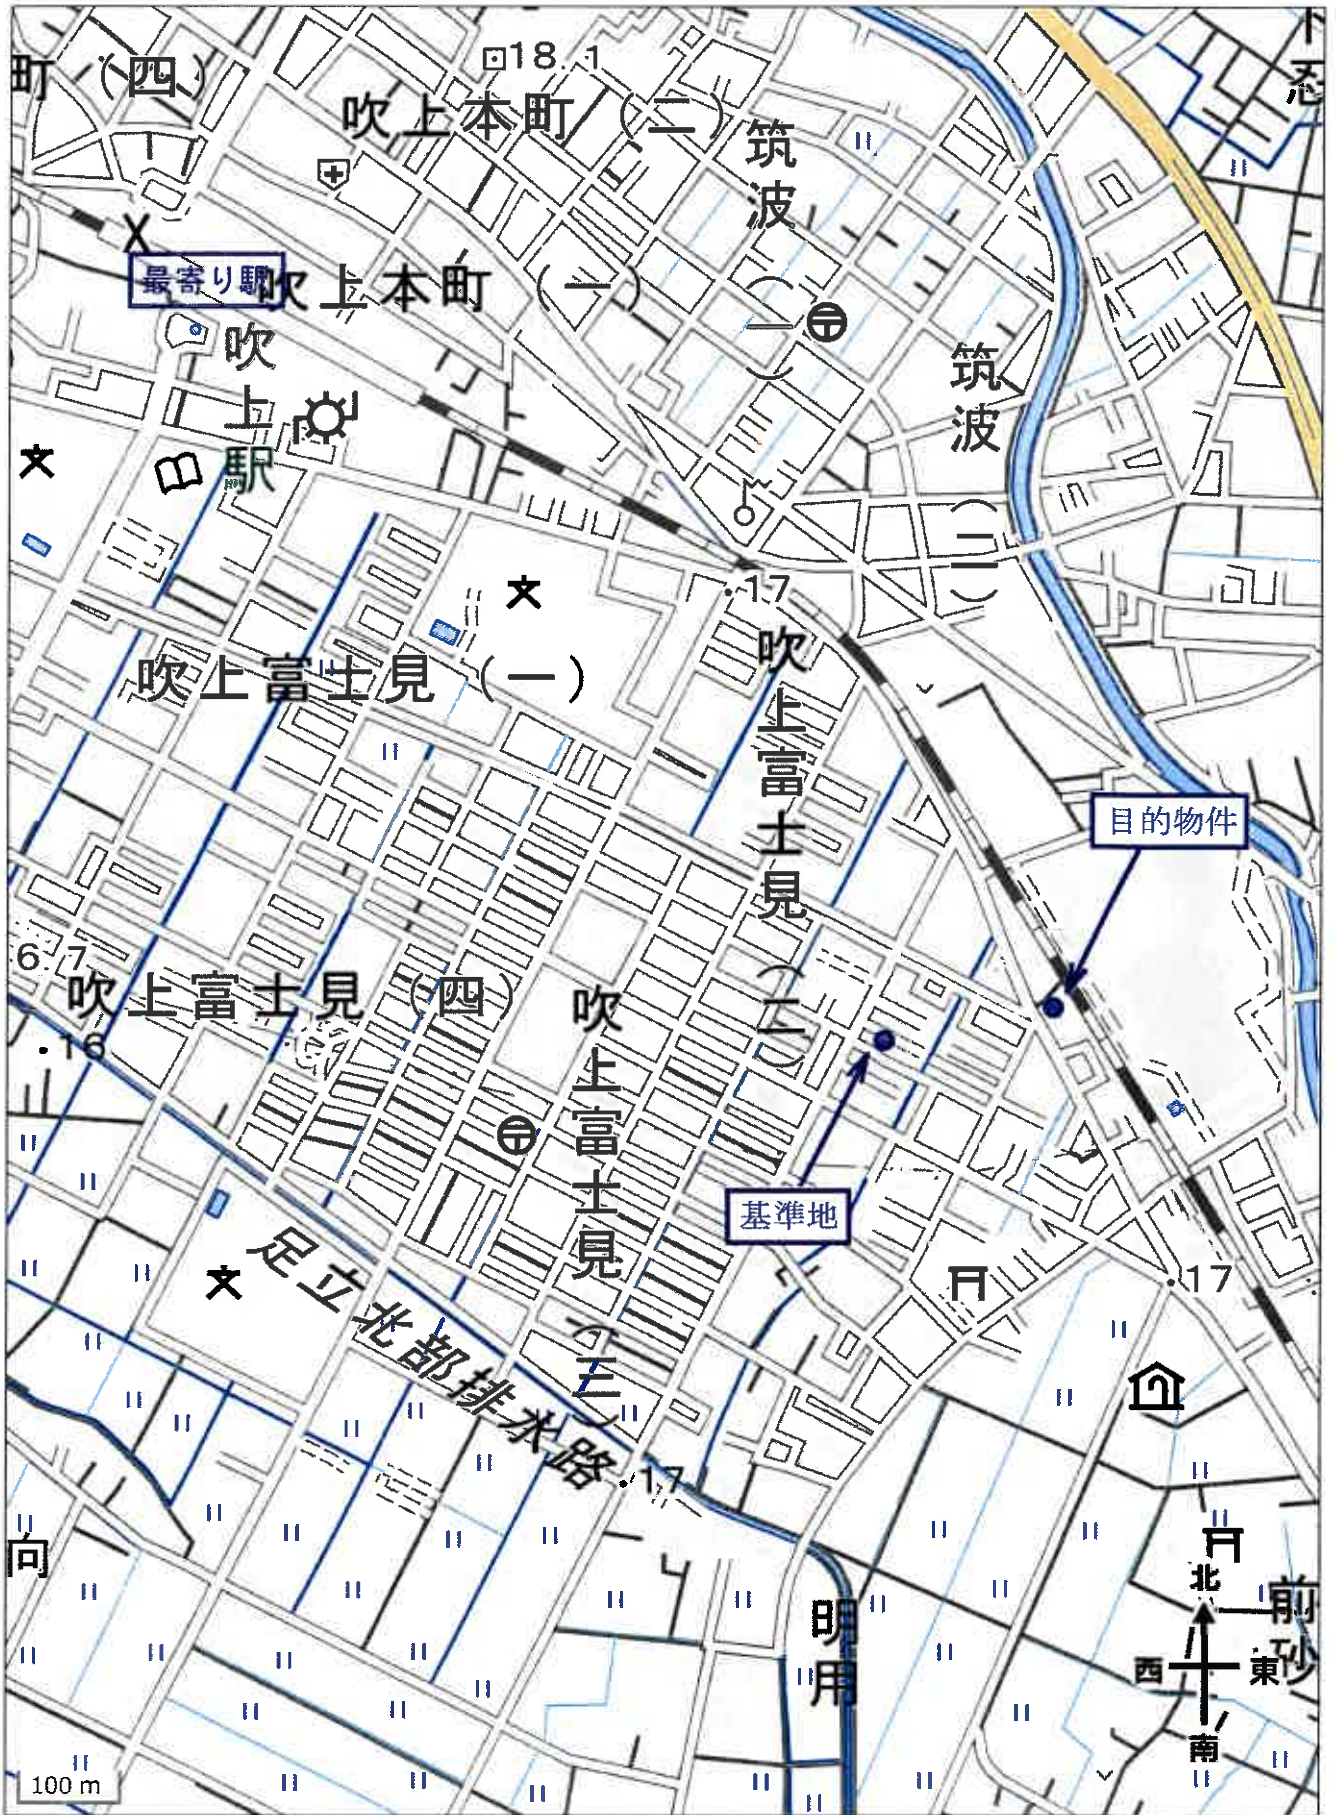 町(四)
18.1
吹上本町(二)
下忍
筑波(一)
最寄り駅
吹上本町(一)
吹上駅
筑波(二)
17
吹上富士見(一)
吹上富士見(二)
目的物件
6.7
吹上富士見(四)
16
吹上富士見(三)
基準地
足立北部排水路
17
17
向
明用
前砂
北
西
東
南
100 m